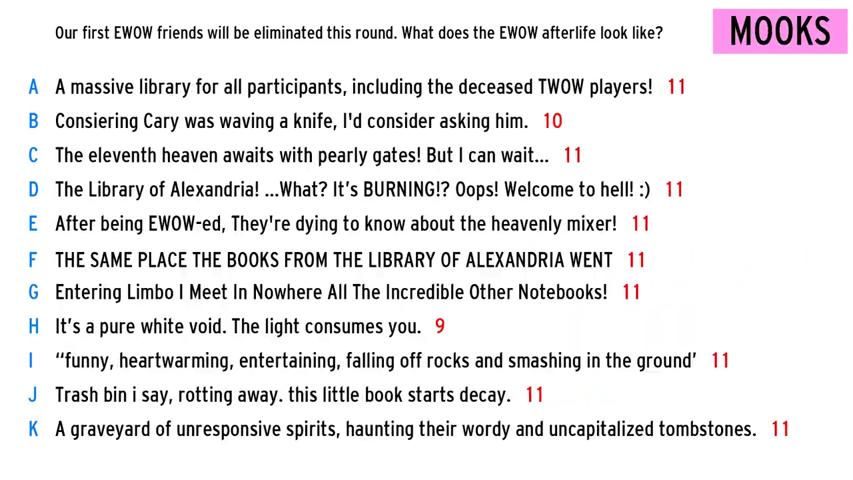 Our first EWOW friends will be eliminated this round. What does the EWOW afterlife look like?
MOOKS
A A massive library for all participants, including the deceased TWOW players! 11
B Consiering Cary was waving a knife, I'd consider asking him. 10
C The eleventh heaven awaits with pearly gates! But I can wait... 11
D The Library of Alexandria! ...What? It's BURNING!? Oops! Welcome to hell! :) 11
E After being EWOW-ed, They're dying to know about the heavenly mixer! 11
F THE SAME PLACE THE BOOKS FROM THE LIBRARY OF ALEXANDRIA WENT 11
G Entering Limbo I Meet In Nowhere All The Incredible Other Notebooks! 11
H It's a pure white void. The light consumes you. 9
I “funny, heartwarming, entertaining, falling off rocks and smashing in the ground’ 11
J Trash bin i say, rotting away. this little book starts decay. 11
K A graveyard of unresponsive spirits, haunting their wordy and uncapitalized tombstones. 11